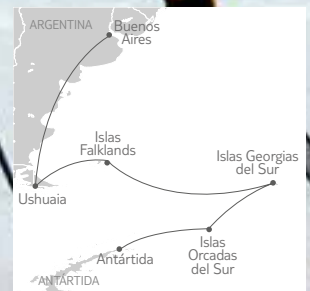 ARGENTINA
Buenos
Aires
Islas
Falklands
Islas Georgias
del Sur
Ushuaia
Islas
Orcadas
del Sur
Antártida
ANTÁRTIDA